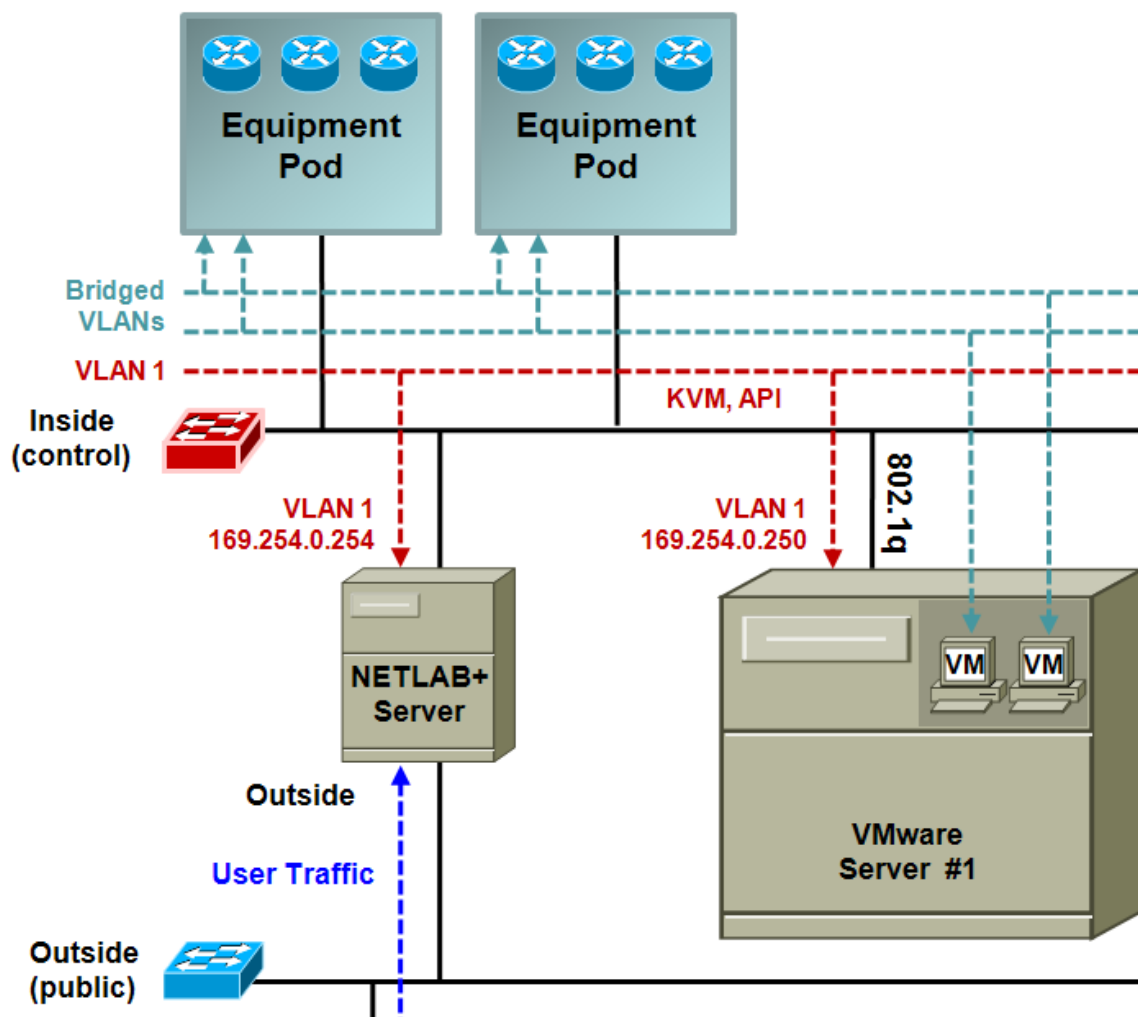 Equipment
Pod
Equipment
Pod
Bridged
VLANs
VLAN 1
KVM, API
Inside
(control)
802.1q
VLAN 1
169.254.0.254
VLAN 1
169.254.0.250
NETLAB+
Server
VM
VM
Outside
User Traffic
VMware
Server #1
Outside
(public)